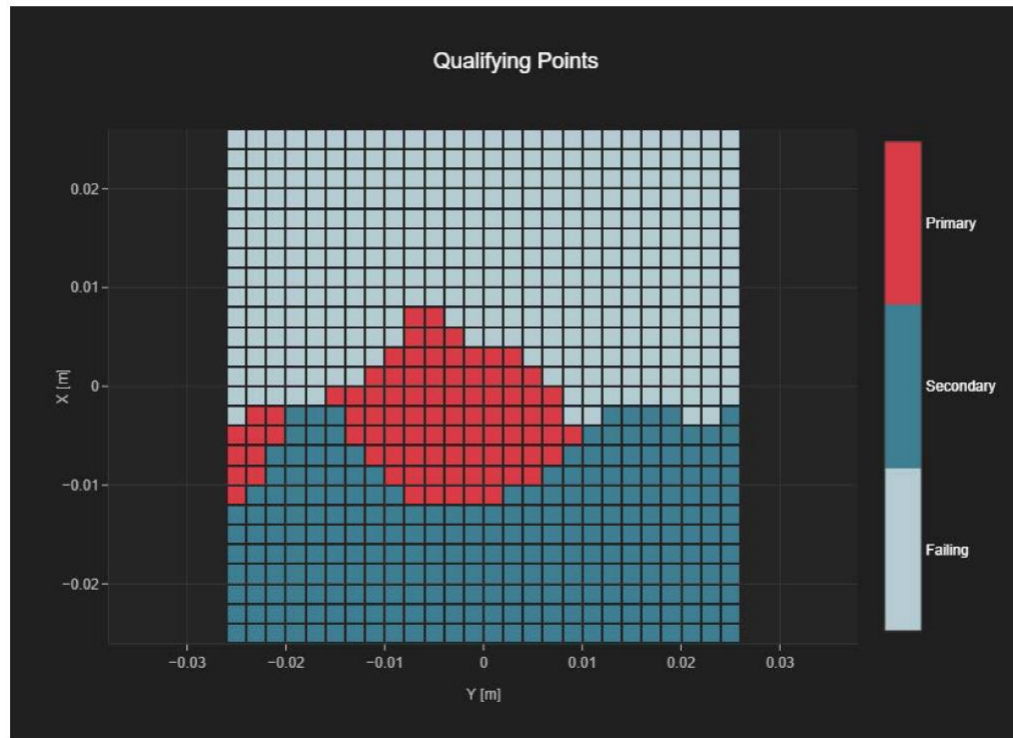 Qualifying Points
0.02
0.01
0
−0.01
−0.02
X [m]
−0.03
−0.02
−0.01
0
0.01
0.02
0.03
Y [m]
Primary
Secondary
Failing